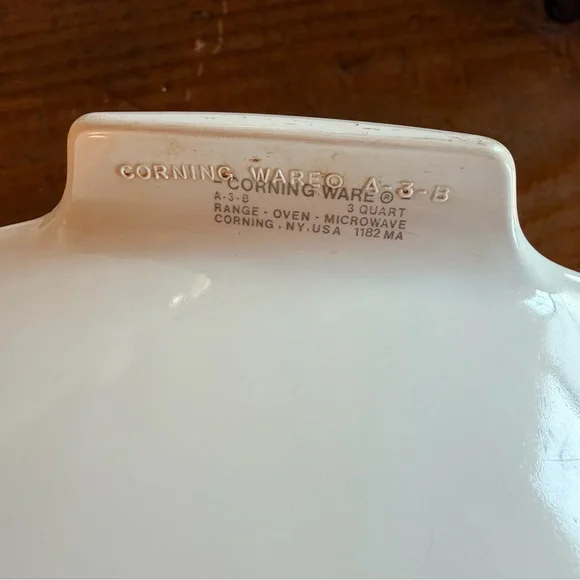 CORNING WARE® A-3-B
- CORNING WARE ®
A-3-B 3 QUART
RANGE - OVEN - MICROWAVE
CORNING, NY. USA 1182 MA